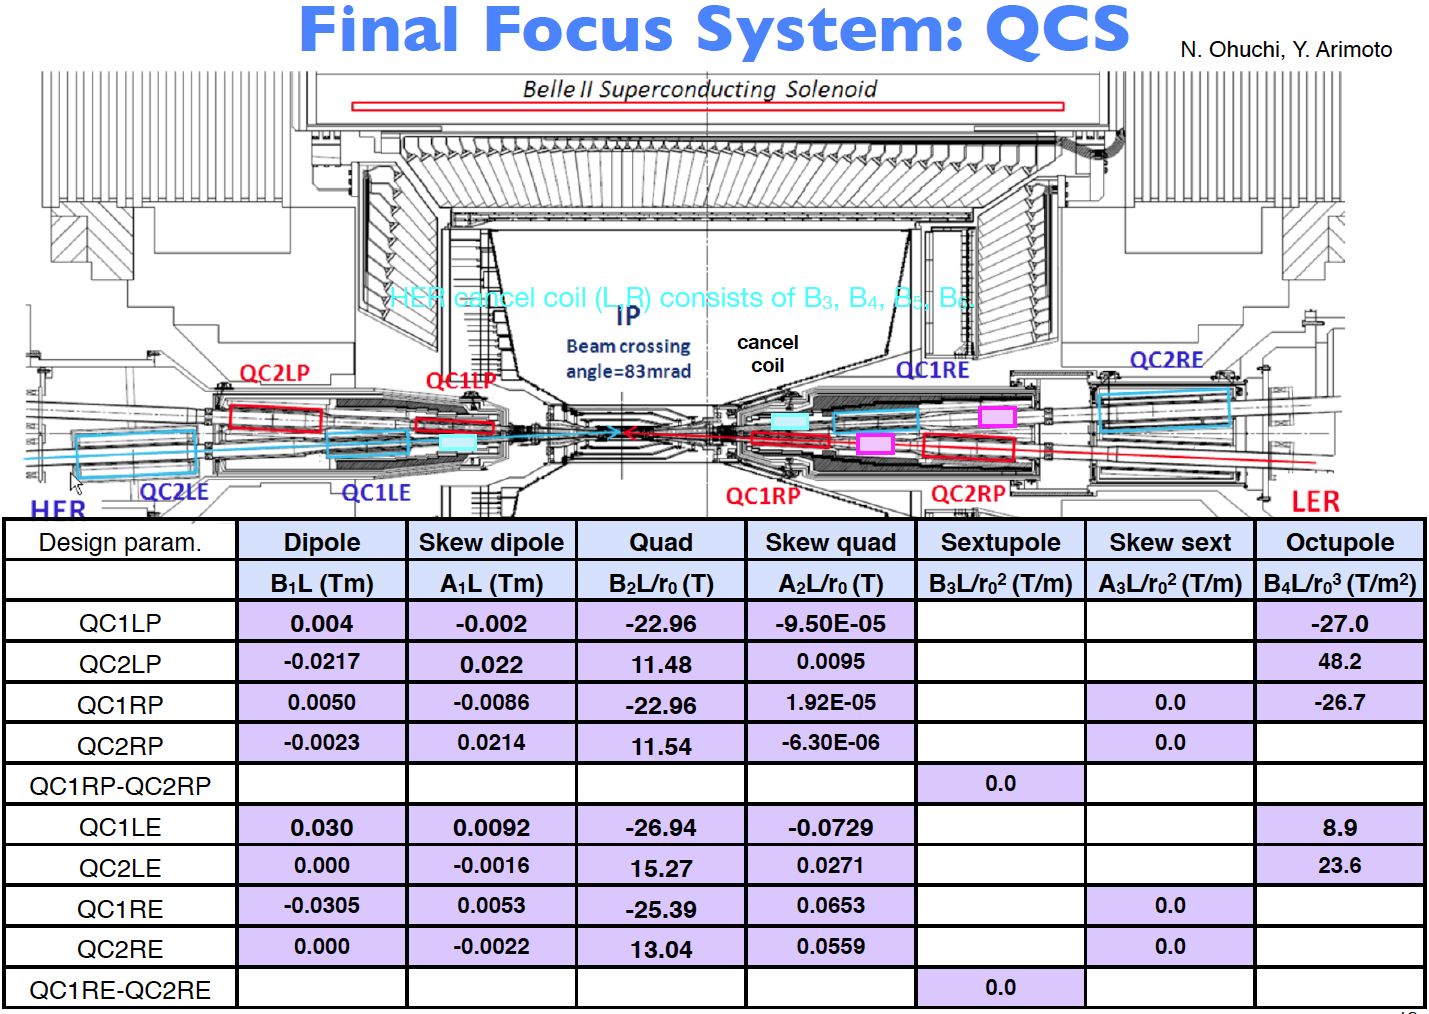 Final Focus System: QCS
N. Ohuchi, Y. Arimoto
Belle II Superconducting Solenoid
HER cancel coil (L,R) consists of B3, B4, B5, B6.
IP
Beam crossing
angle=83mrad
cancel
coil
QC2LP
QC1LP
QC1RE
QC2RE
QC2LE
QC1LE
QC1RP
QC2RP
HER
LER
Design param. Dipole Skew dipole Quad Skew quad Sextupole Skew sext Octupole
B1L (Tm) A1L (Tm) B2L/r0 (T) A2L/r0 (T) B3L/r0² (T/m) A3L/r0² (T/m) B4L/r0³ (T/m²)
QC1LP 0.004 -0.002 -22.96 -9.50E-05 -27.0
QC2LP -0.0217 0.022 11.48 0.0095 48.2
QC1RP 0.0050 -0.0086 -22.96 1.92E-05 0.0 -26.7
QC2RP -0.0023 0.0214 11.54 -6.30E-06 0.0
QC1RP-QC2RP 0.0
QC1LE 0.030 0.0092 -26.94 -0.0729 8.9
QC2LE 0.000 -0.0016 15.27 0.0271 23.6
QC1RE -0.0305 0.0053 -25.39 0.0653 0.0
QC2RE 0.000 -0.0022 13.04 0.0559 0.0
QC1RE-QC2RE 0.0